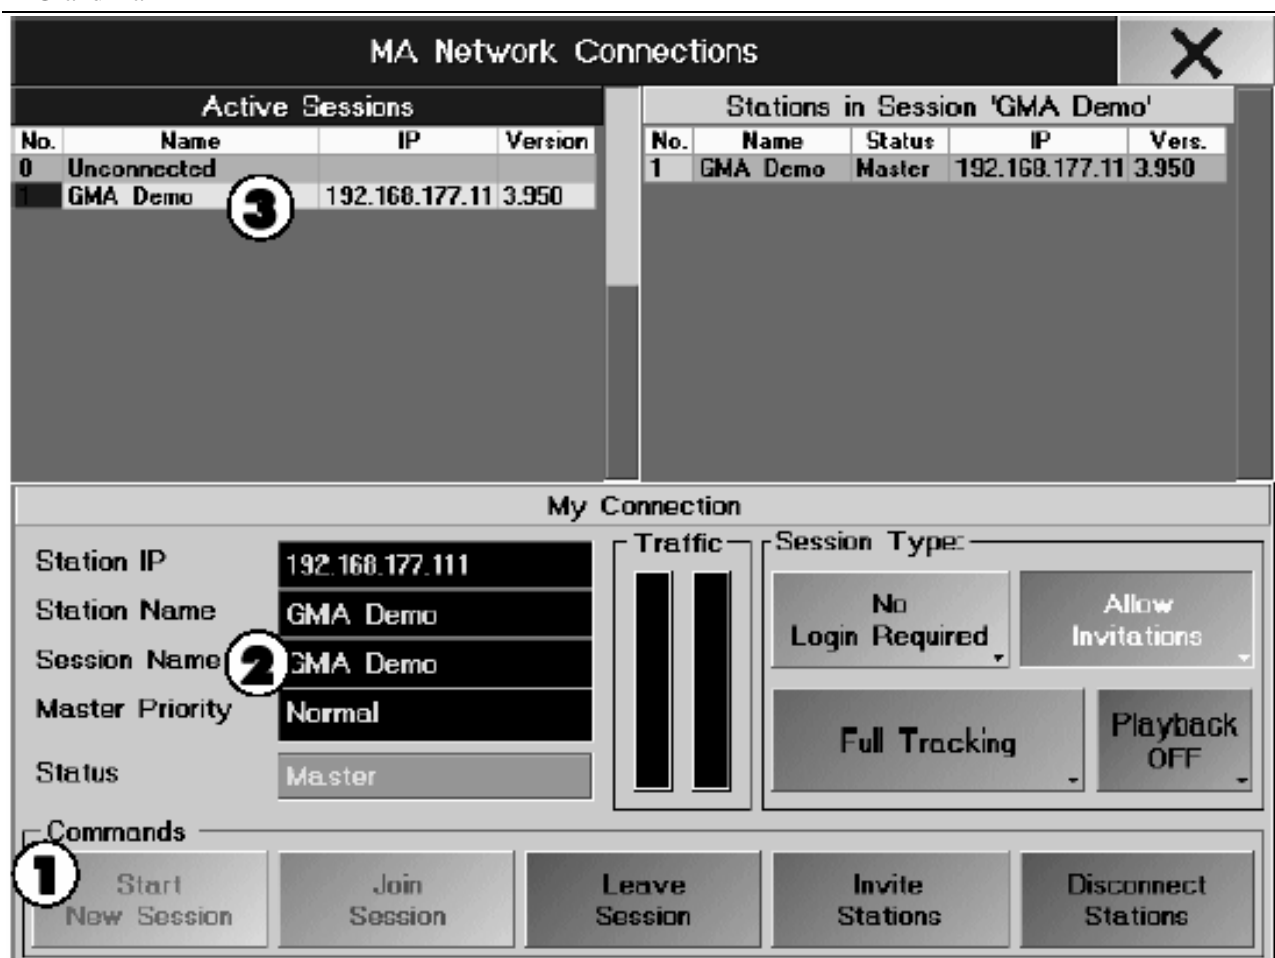 MA Network Connections
Active Sessions
No. Name IP Version
0 Unconnected
1 GMA Demo 192.168.177.11 3.950
3
Stations in Session 'GMA Demo'
No. Name Status IP Vers.
1 GMA Demo Master 192.168.177.11 3.950
My Connection
Station IP 192.168.177.111
Station Name GMA Demo
Session Name 2 GMA Demo
Master Priority Normal
Status Master
Traffic
Session Type:
No
Login Required
Allow
Invitations
Full Tracking
Playback
OFF
Commands
1
Start
New Session
Join
Session
Leave
Session
Invite
Stations
Disconnect
Stations